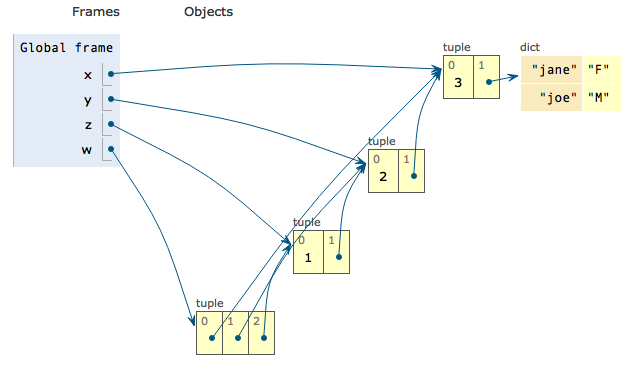 Frames Objects
Global frame
x
y
z
w
tuple
0 1
3
dict
"jane" "F"
"joe" "M"
tuple
0 1
2
tuple
0 1
1
tuple
0 1 2